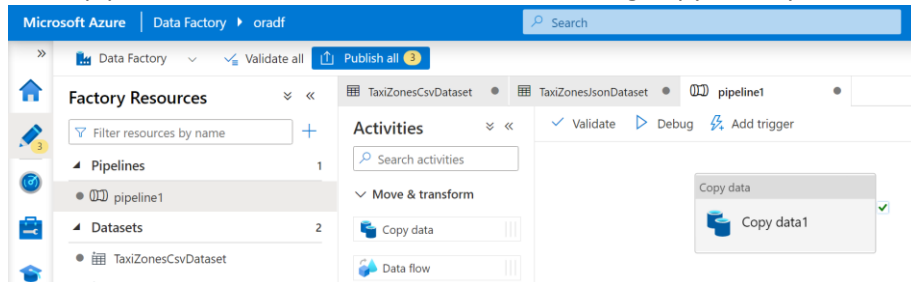 Microsoft Azure | Data Factory ▸ oradf
Search
Data Factory
Validate all
Publish all 3
Factory Resources
Filter resources by name
Pipelines 1
pipeline1
Datasets 2
TaxiZonesCsvDataset
3
TaxiZonesCsvDataset
TaxiZonesJsonDataset
pipeline1
Activities
Search activities
Move & transform
Copy data
Data flow
Validate
Debug
Add trigger
Copy data
Copy data1